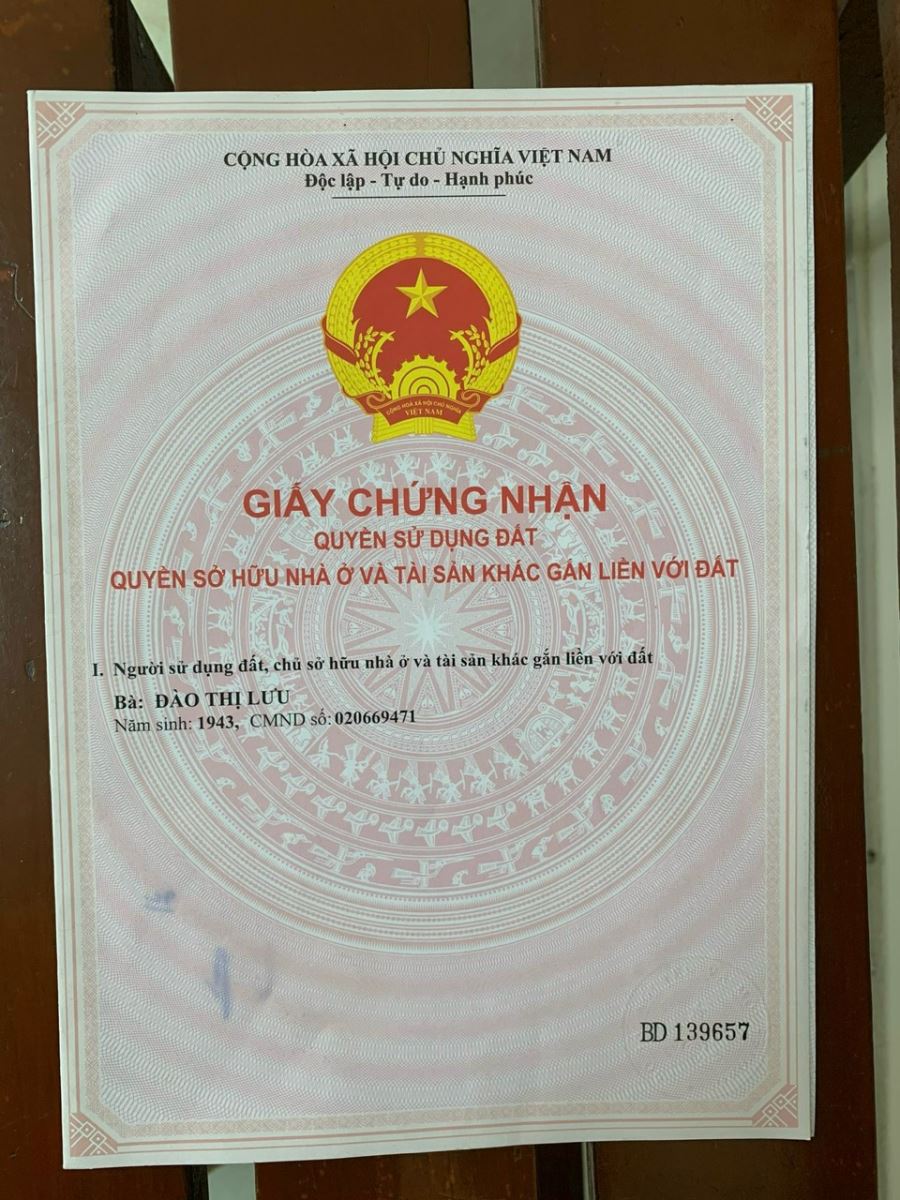 CỘNG HÒA XÃ HỘI CHỦ NGHĨA VIỆT NAM
Độc lập - Tự do - Hạnh phúc
CỘNG HOÀ XÃ HỘI CHỦ NGHĨA
VIỆT NAM
GIẤY CHỨNG NHẬN
QUYỀN SỬ DỤNG ĐẤT
QUYỀN SỞ HỮU NHÀ Ở VÀ TÀI SẢN KHÁC GẮN LIỀN VỚI ĐẤT
I. Người sử dụng đất, chủ sở hữu nhà ở và tài sản khác gắn liền với đất
Bà: ĐÀO THỊ LƯU
Năm sinh: 1943, CMND số: 020669471
BD 139657